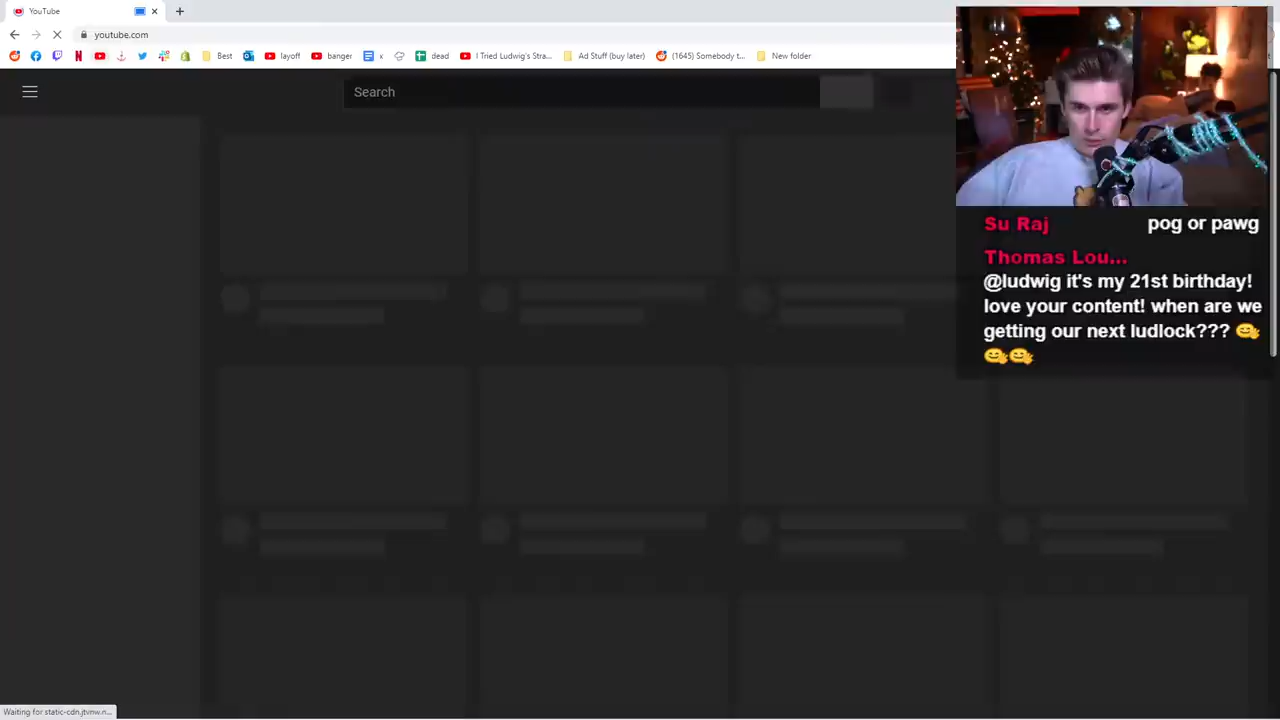 YouTube
youtube.com
Best
layoff
banger
x
dead
I Tried Ludwig's Stra...
Ad Stuff (buy later)
(1645) Somebody t...
New folder
Search
Su Raj pog or pawg
Thomas Lou...
@ludwig it's my 21st birthday!
love your content! when are we
getting our next ludlock???
Waiting for static-cdn.jtvnw.n...